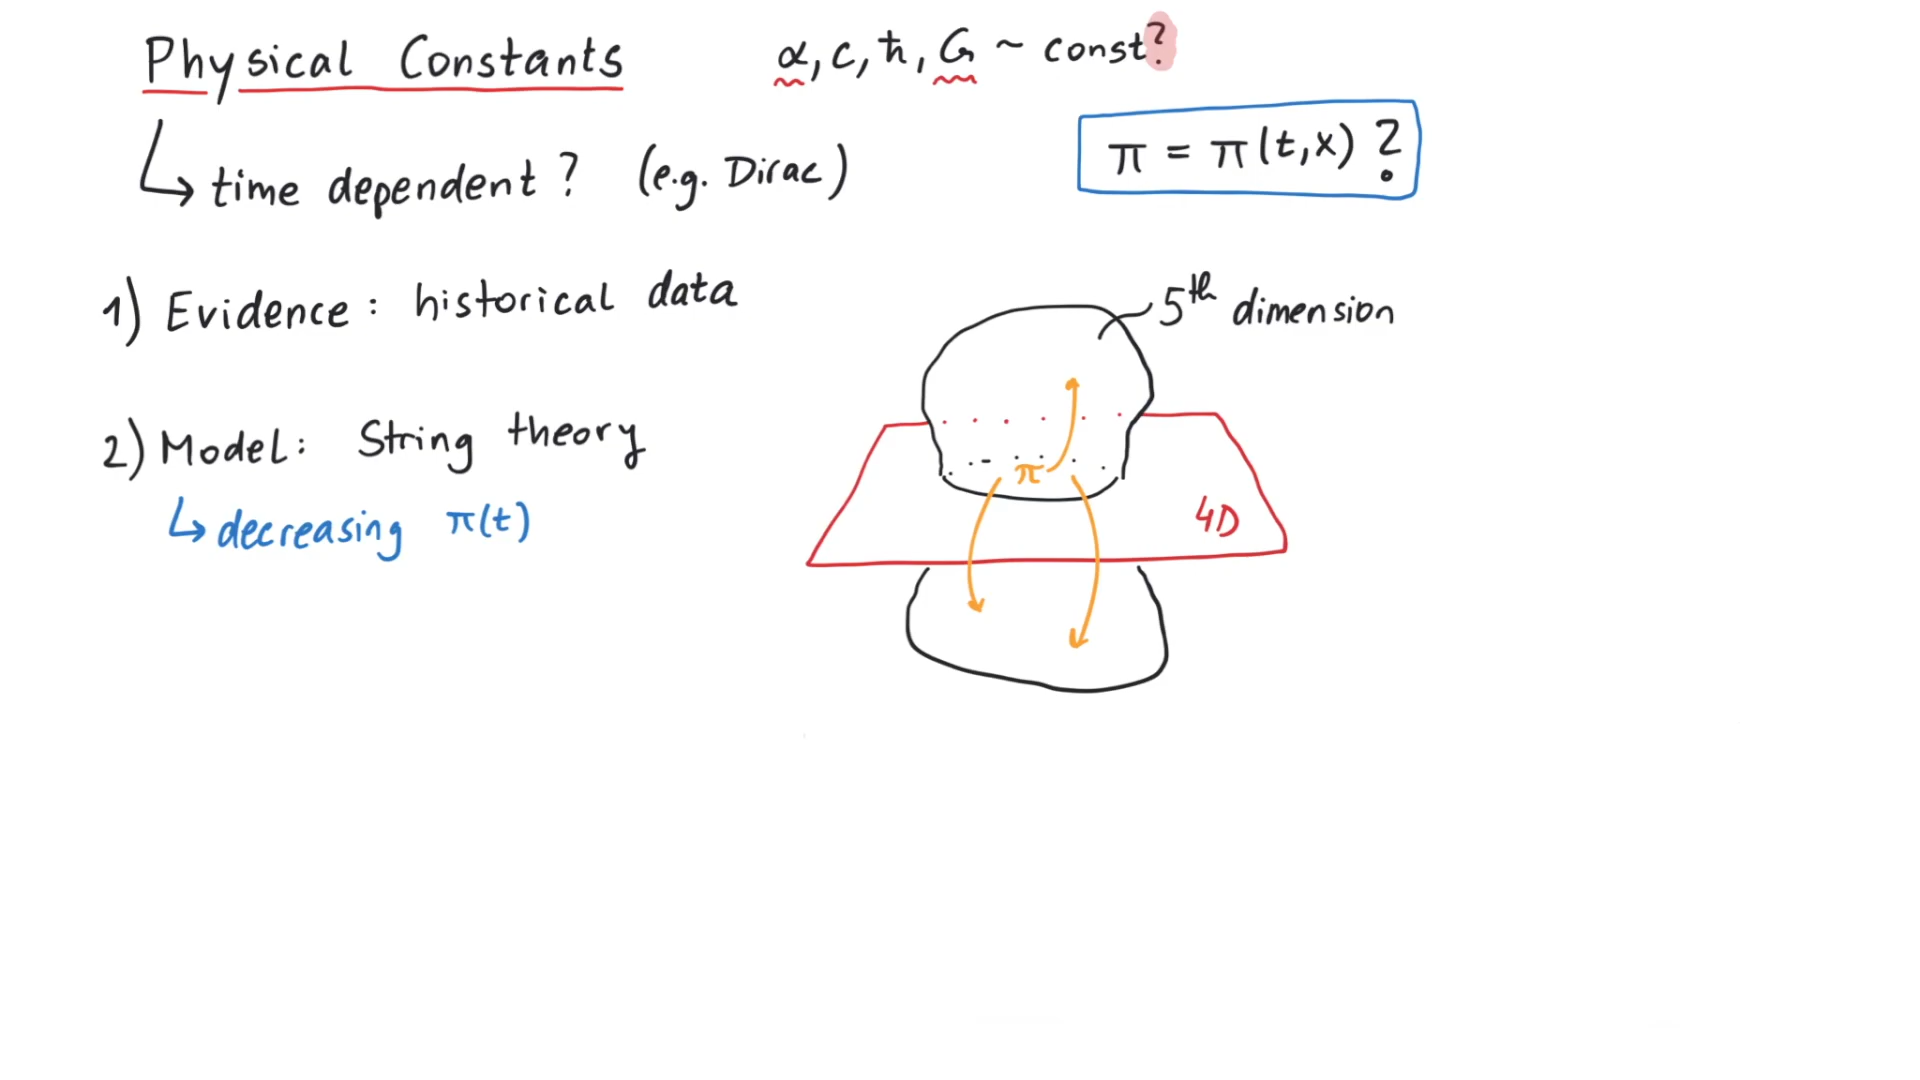 Physical Constants
α, c, ħ, G ~ const?
π = π(t,x) ?
↳ time dependent ? (e.g. Dirac)
1) Evidence : historical data
5th dimension
2) Model : String theory
π
4D
↳ decreasing π(t)